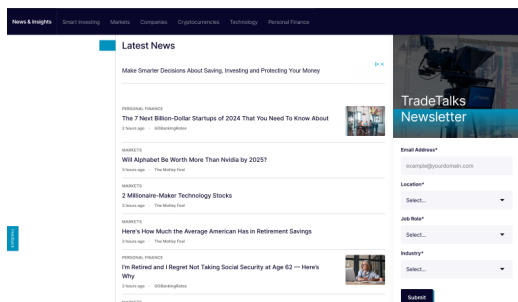 News & Insights
Smart Investing
Markets
Companies
Cryptocurrencies
Technology
Personal Finance
Latest News
Make Smarter Decisions About Saving, Investing and Protecting Your Money
PERSONAL FINANCE
The 7 Next Billion-Dollar Startups of 2024 That You Need To Know About
2 hours ago · GOBankingRates
MARKETS
Will Alphabet Be Worth More Than Nvidia by 2025?
3 hours ago · The Motley Fool
MARKETS
2 Millionaire-Maker Technology Stocks
3 hours ago · The Motley Fool
MARKETS
Here's How Much the Average American Has in Retirement Savings
3 hours ago · The Motley Fool
PERSONAL FINANCE
I'm Retired and I Regret Not Taking Social Security at Age 62 — Here's
Why
3 hours ago · GOBankingRates
MARKETS
TradeTalks
Newsletter
Email Address*
example@yourdomain.com
Location*
Select...
Job Role*
Select...
Industry*
Select...
Submit
Feedback